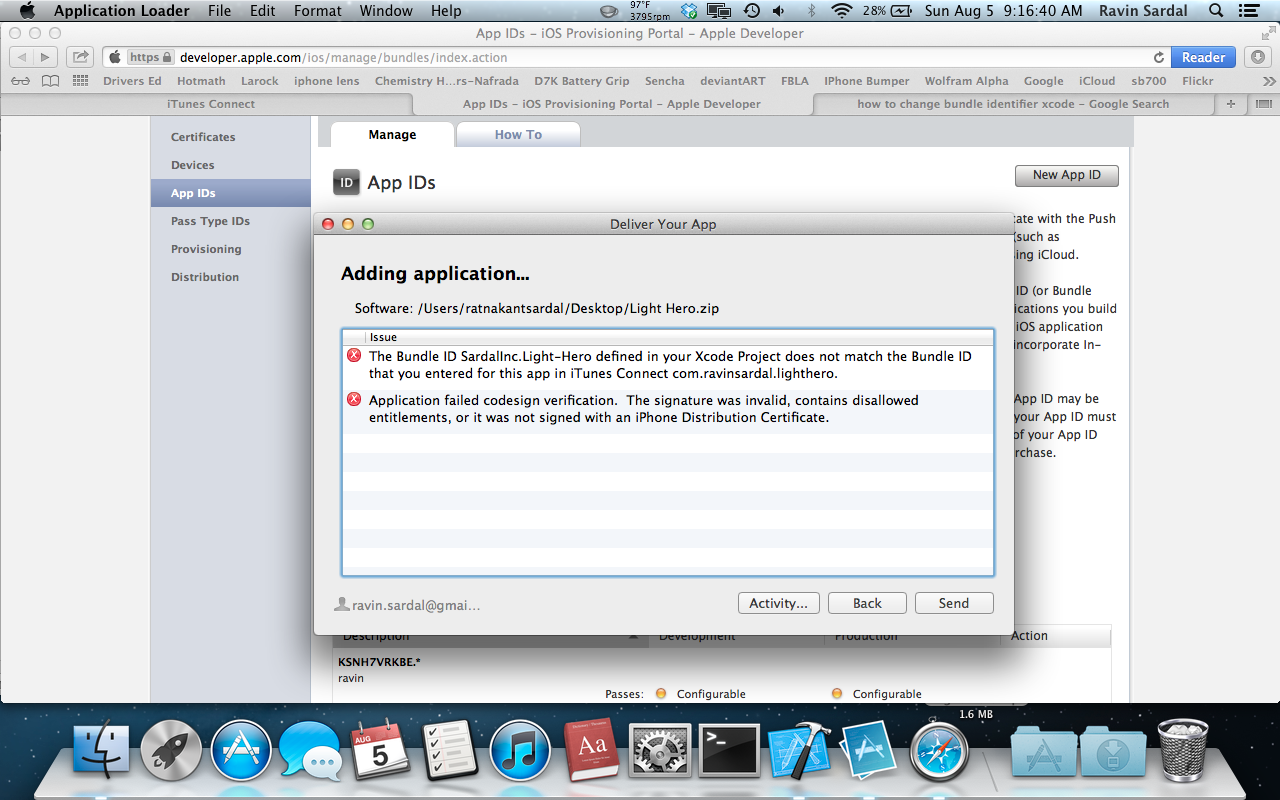 Application Loader File Edit Format Window Help 97°F 3795rpm 28% Sun Aug 5 9:16:40 AM Ravin Sardal
App IDs – iOS Provisioning Portal – Apple Developer
https developer.apple.com/ios/manage/bundles/index.action Reader
Drivers Ed Hotmath Larock iphone lens Chemistry H...rs-Nafrada D7K Battery Grip Sencha deviantART FBLA IPhone Bumper Wolfram Alpha Google iCloud sb700 Flickr
iTunes Connect App IDs – iOS Provisioning Portal – Apple Developer how to change bundle identifier xcode – Google Search
Certificates
Devices
App IDs
Pass Type IDs
Provisioning
Distribution
Manage How To
ID App IDs New App ID
cate with the Push
(such as
ing iCloud.
ID (or Bundle
ications you build
iOS application
incorporate In-
App ID may be
your App ID must
of your App ID
rchase.
Deliver Your App
Adding application...
Software: /Users/ratnakantsardal/Desktop/Light Hero.zip
Issue
The Bundle ID SardalInc.Light-Hero defined in your Xcode Project does not match the Bundle ID
that you entered for this app in iTunes Connect com.ravinsardal.lighthero.
Application failed codesign verification. The signature was invalid, contains disallowed
entitlements, or it was not signed with an iPhone Distribution Certificate.
ravin.sardal@gmai... Activity... Back Send
Description Development Production Action
KSNH7VRKBE.*
ravin
Passes: Configurable Configurable
1.6 MB
AUG
5
Aa